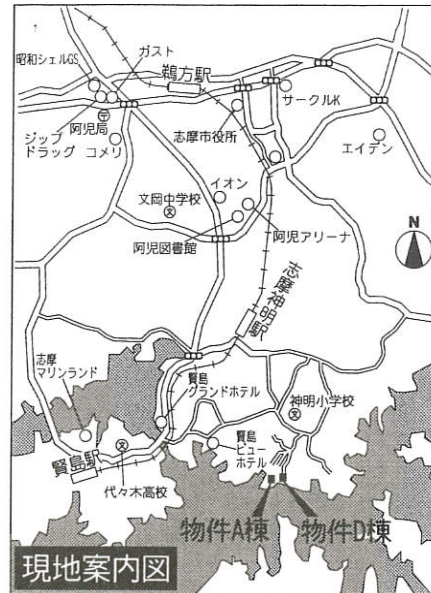 ガスト
昭和シェルGS
鵜方駅
サークルK
志摩市役所
阿児局
ジップ
ドラッグ
コメリ
エイデン
イオン
文岡中学校
阿児図書館
阿児アリーナ
N
志摩神明駅
志摩
マリンランド
賢島
グランドホテル
神明小学校
賢島
ビュー
ホテル
賢島駅
代々木高校
物件A棟
物件D棟
現地案内図